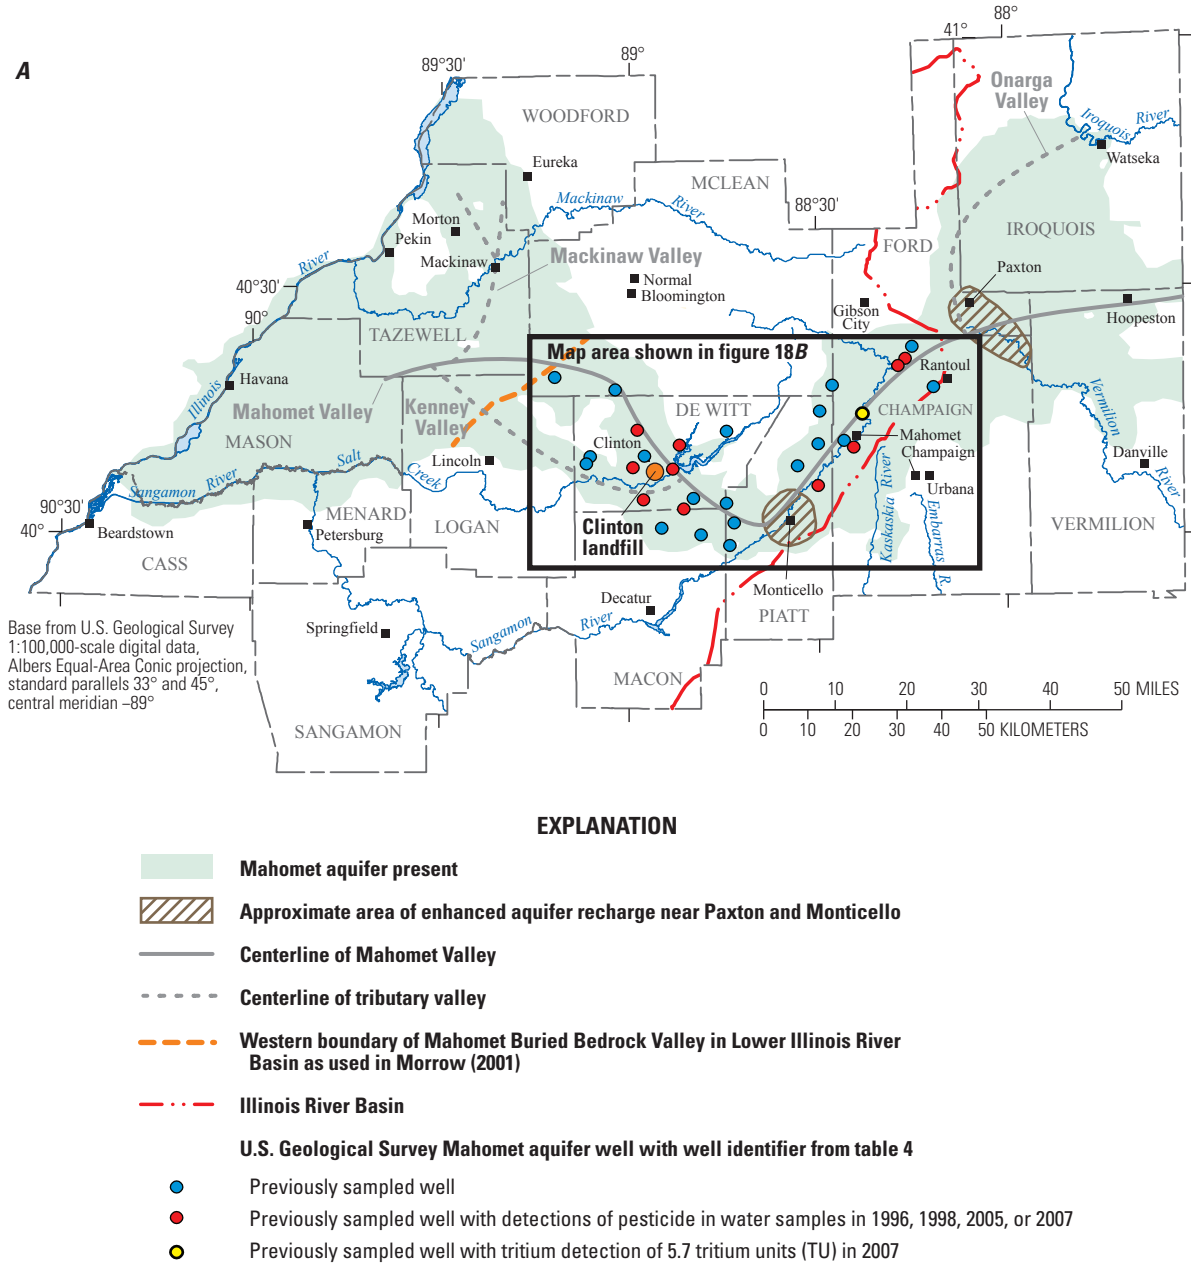 A
88°
41°
89°
89°30'
Onarga
Valley
WOODFORD
Iroquois
River
Watseka
Eureka
MCLEAN
Mackinaw
River
88°30'
Morton
Pekin
IROQUOIS
FORD
Mackinaw
Mackinaw Valley
River
Paxton
Normal
Bloomington
40°30'
90°
Gibson
City
Hoopeston
TAZEWELL
Map area shown in figure 18B
Rantoul
Havana
Illinois
Mahomet Valley
Kenney
Valley
DE WITT
CHAMPAIGN
Vermilion
MASON
Clinton
Mahomet
Champaign
Danville
Lincoln
Salt
Creek
River
Sangamon
River
Urbana
90°30'
40°
Beardstown
MENARD
Petersburg
LOGAN
Clinton
landfill
Kaskaskia River
Embarras R.
VERMILION
CASS
Monticello
Decatur
PIATT
Springfield
Sangamon
River
Base from U.S. Geological Survey
1:100,000-scale digital data,
Albers Equal-Area Conic projection,
standard parallels 33° and 45°,
central meridian –89°
MACON
SANGAMON
0 10 20 30 40 50 MILES
0 10 20 30 40 50 KILOMETERS
EXPLANATION
Mahomet aquifer present
Approximate area of enhanced aquifer recharge near Paxton and Monticello
Centerline of Mahomet Valley
Centerline of tributary valley
Western boundary of Mahomet Buried Bedrock Valley in Lower Illinois River
Basin as used in Morrow (2001)
Illinois River Basin
U.S. Geological Survey Mahomet aquifer well with well identifier from table 4
Previously sampled well
Previously sampled well with detections of pesticide in water samples in 1996, 1998, 2005, or 2007
Previously sampled well with tritium detection of 5.7 tritium units (TU) in 2007